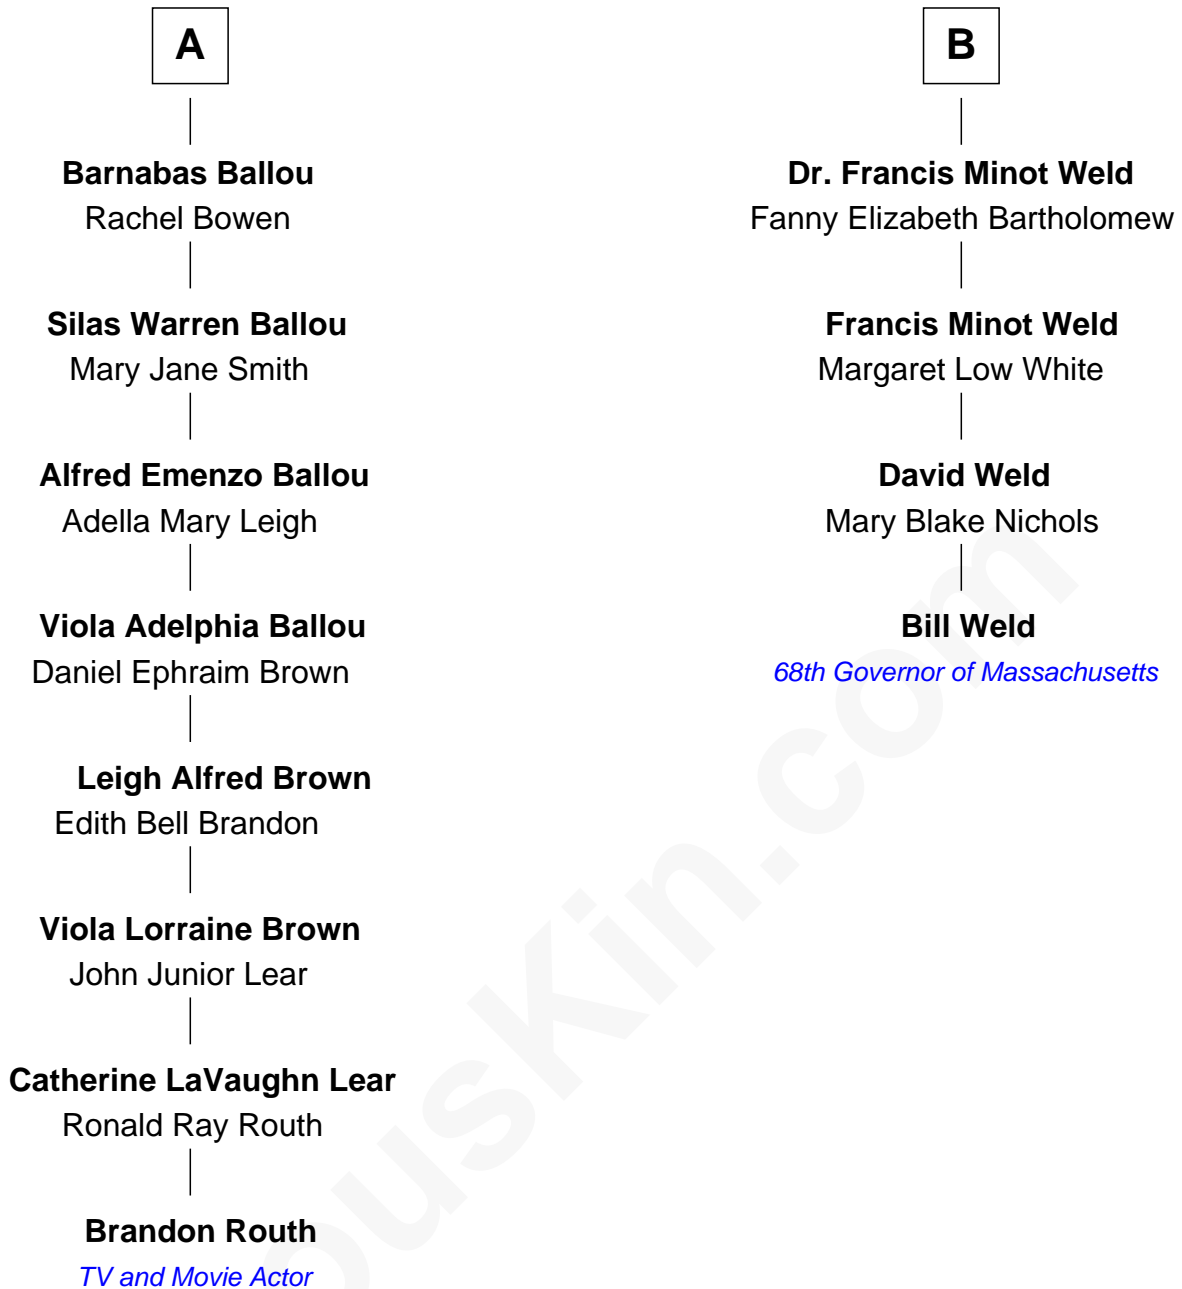 A
Barnabas Ballou
Rachel Bowen
Silas Warren Ballou
Mary Jane Smith
Alfred Emenzo Ballou
Adella Mary Leigh
Viola Adelphia Ballou
Daniel Ephraim Brown
Leigh Alfred Brown
Edith Bell Brandon
Viola Lorraine Brown
John Junior Lear
Catherine LaVaughn Lear
Ronald Ray Routh
Brandon Routh
TV and Movie Actor
B
Dr. Francis Minot Weld
Fanny Elizabeth Bartholomew
Francis Minot Weld
Margaret Low White
David Weld
Mary Blake Nichols
Bill Weld
68th Governor of Massachusetts
ousKin.com